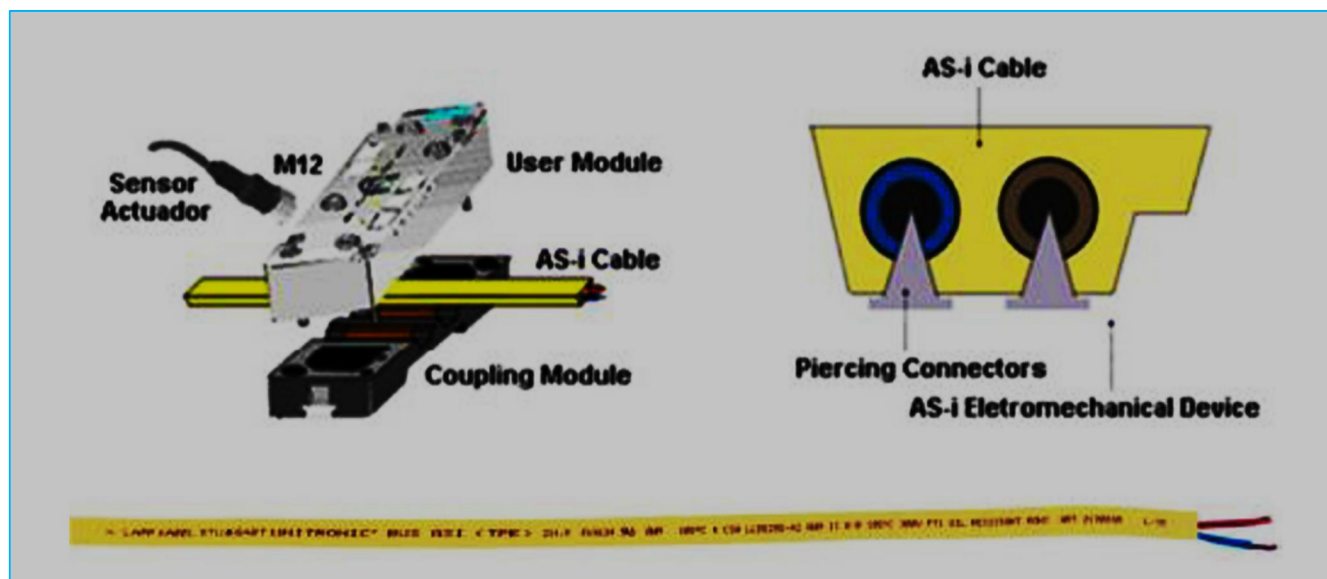 AS-i Cable
M12
User Module
Sensor
Actuador
AS-i Cable
Coupling Module
Piercing Connectors
AS-i Eletromechanical Device
UNITRONIC® BUS ASI <TPE>